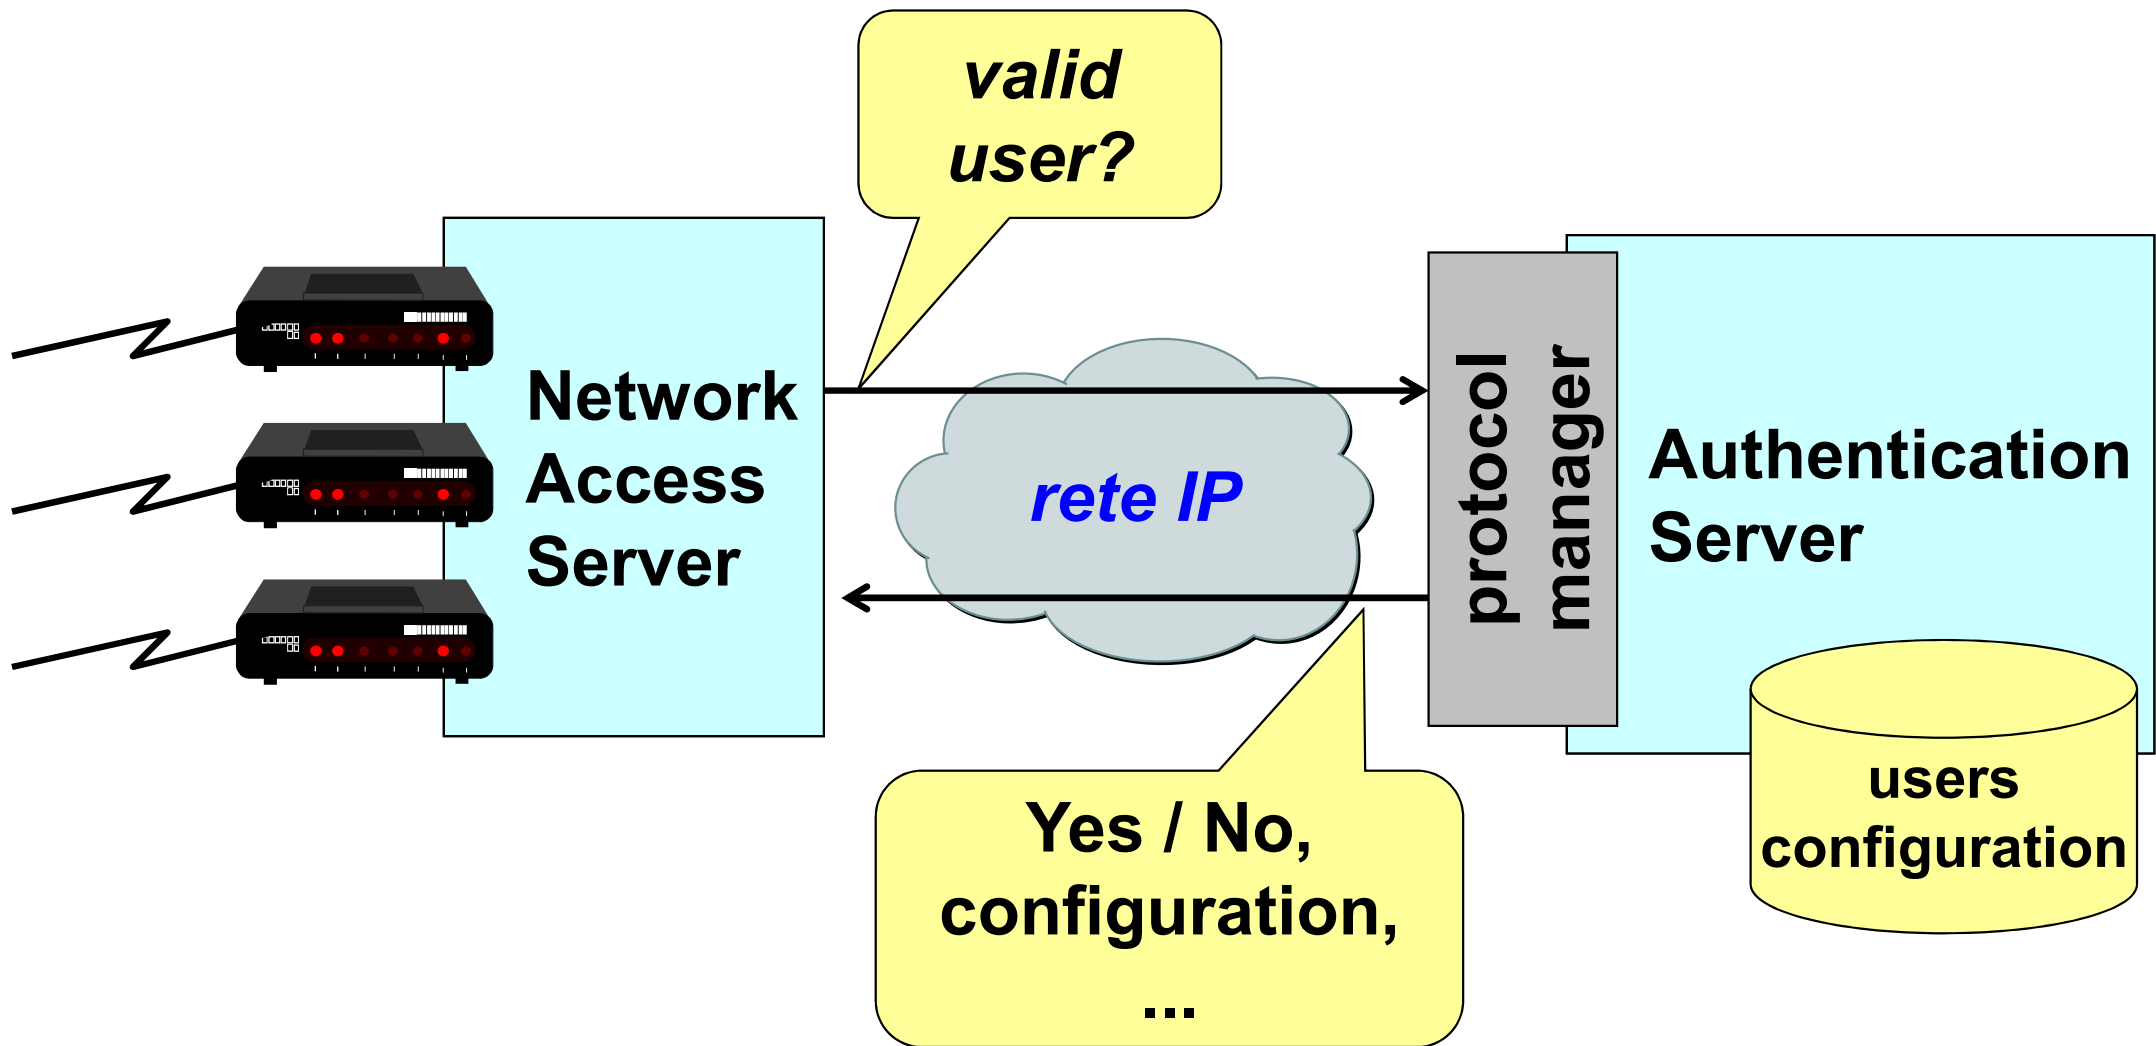 valid
user?
Network
Access
Server
rete IP
protocol
manager
Authentication
Server
users
configuration
Yes / No,
configuration,
...